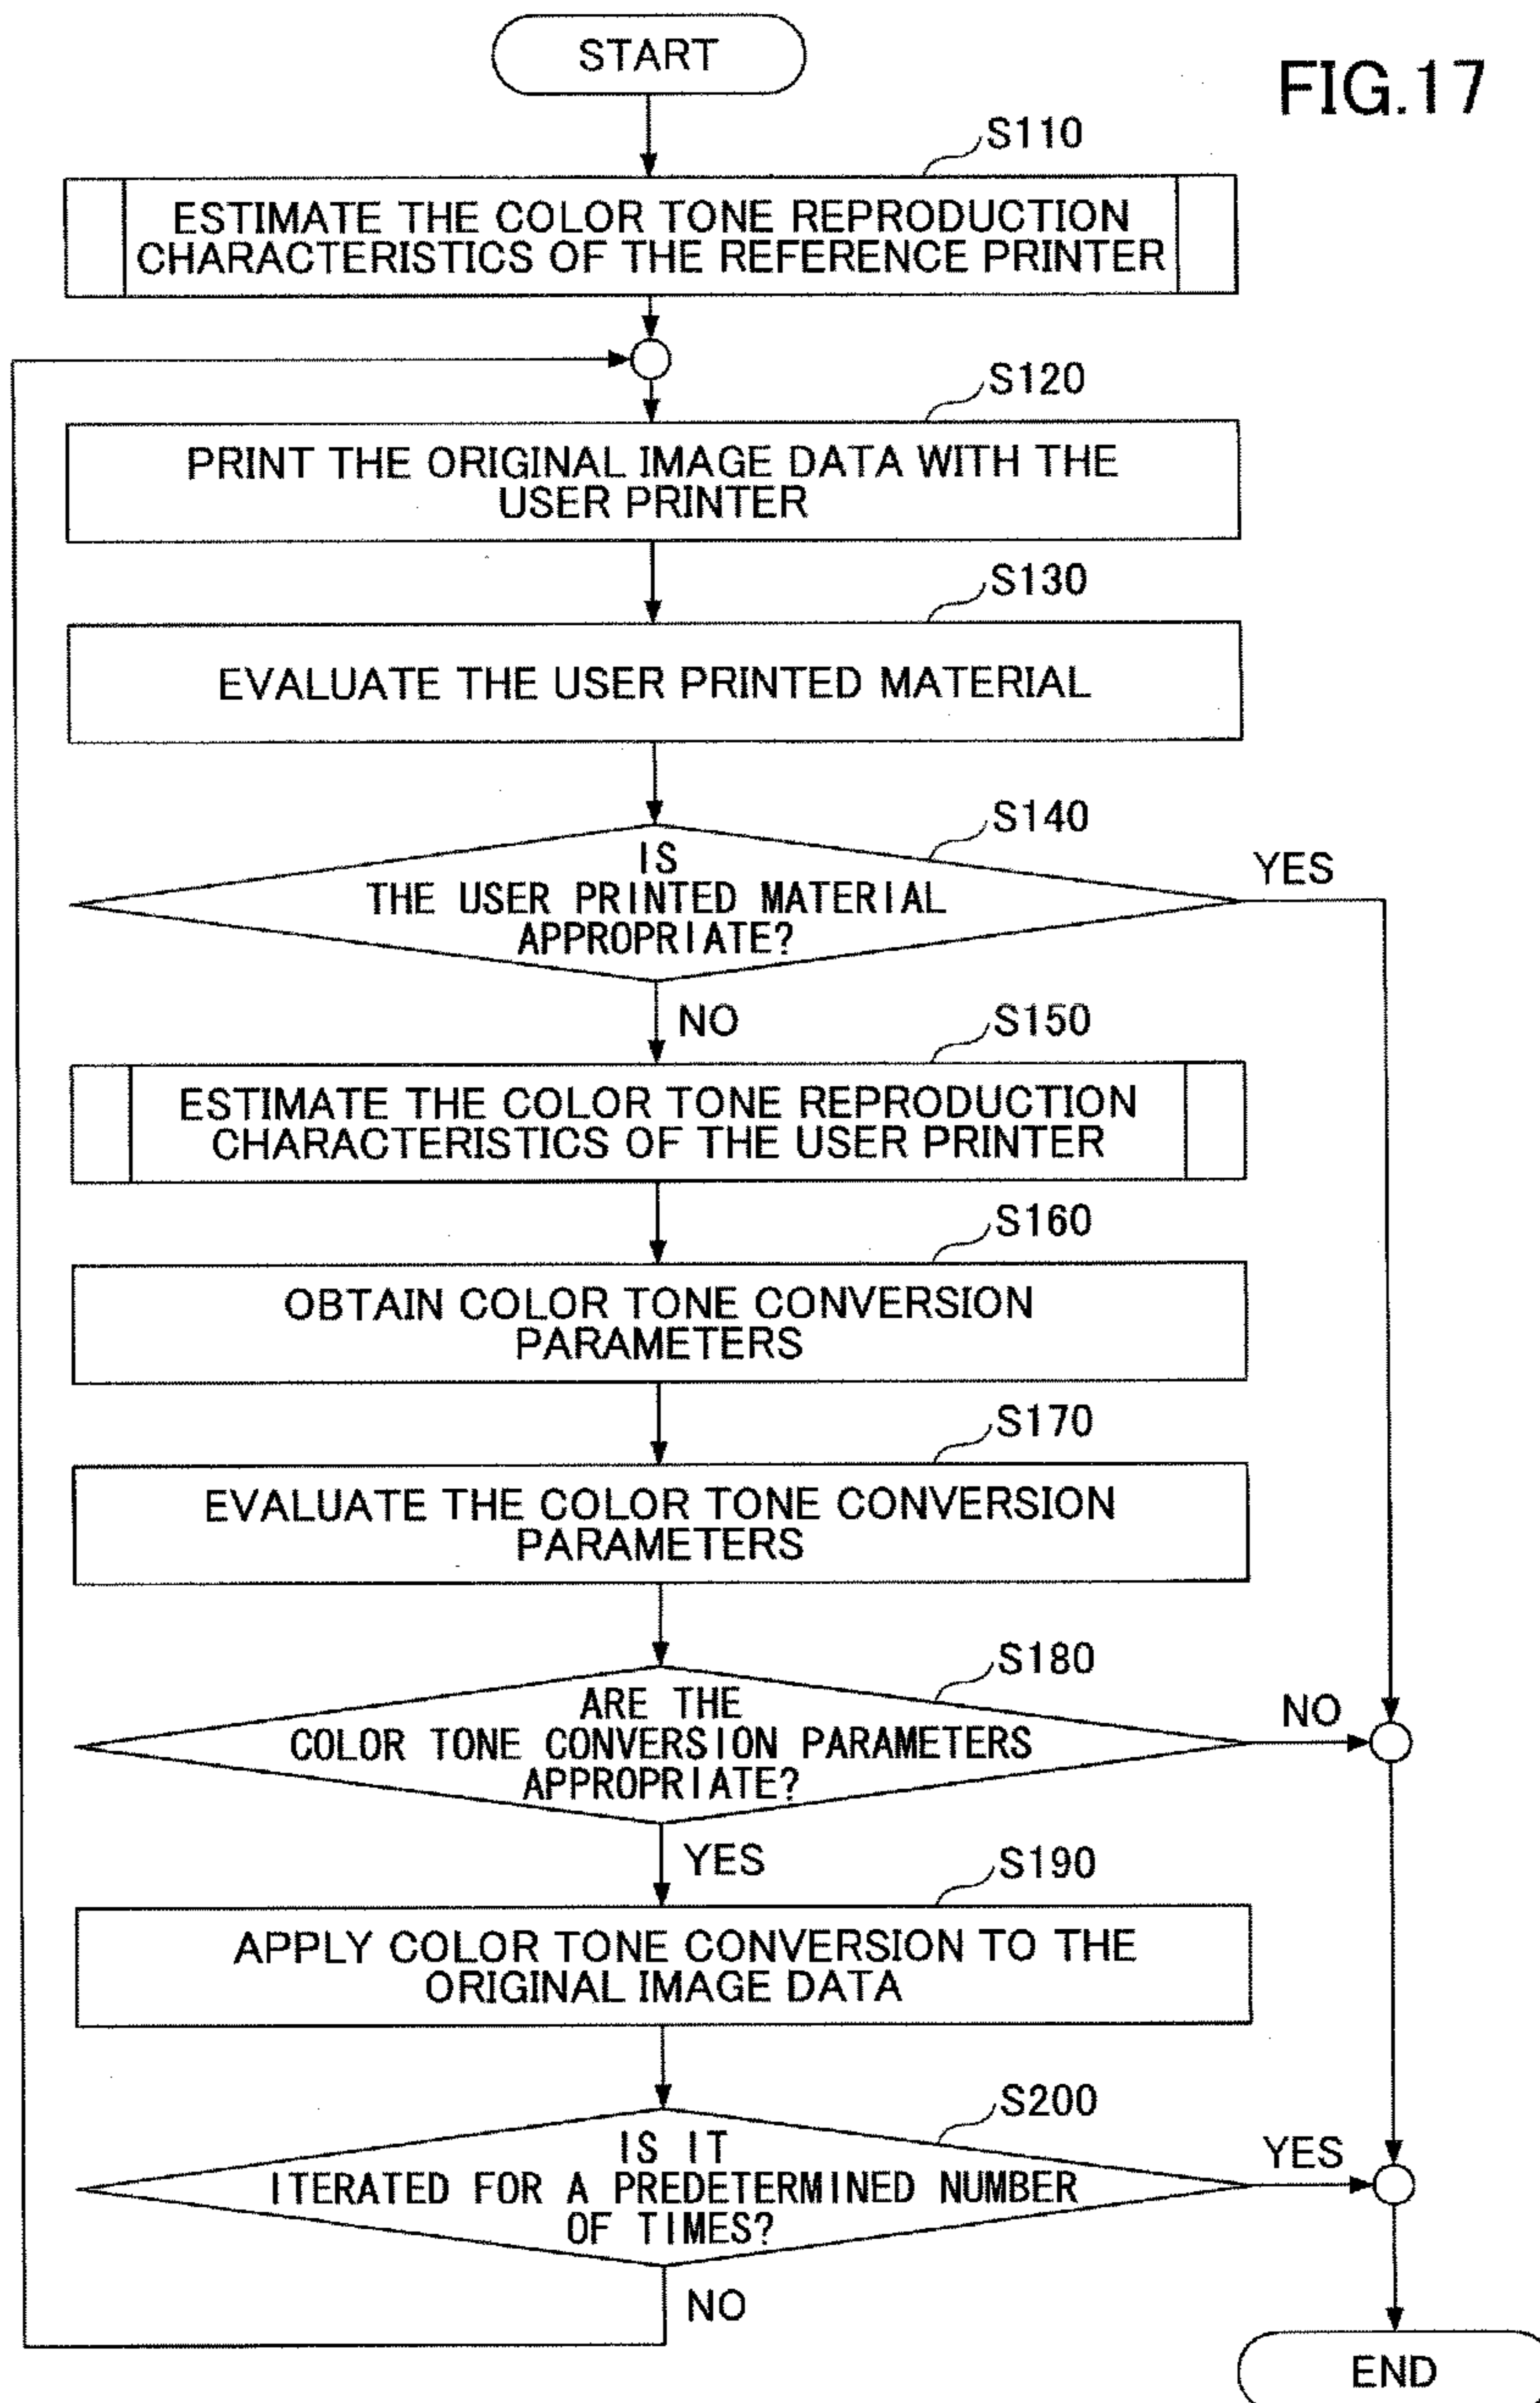 START
FIG.17
S110
ESTIMATE THE COLOR TONE REPRODUCTION
CHARACTERISTICS OF THE REFERENCE PRINTER
S120
PRINT THE ORIGINAL IMAGE DATA WITH THE
USER PRINTER
S130
EVALUATE THE USER PRINTED MATERIAL
S140
IS
THE USER PRINTED MATERIAL
APPROPRIATE?
YES
NO
S150
ESTIMATE THE COLOR TONE REPRODUCTION
CHARACTERISTICS OF THE USER PRINTER
S160
OBTAIN COLOR TONE CONVERSION
PARAMETERS
S170
EVALUATE THE COLOR TONE CONVERSION
PARAMETERS
S180
ARE THE
COLOR TONE CONVERSION PARAMETERS
APPROPRIATE?
NO
YES
S190
APPLY COLOR TONE CONVERSION TO THE
ORIGINAL IMAGE DATA
S200
IS IT
ITERATED FOR A PREDETERMINED NUMBER
OF TIMES?
YES
NO
END